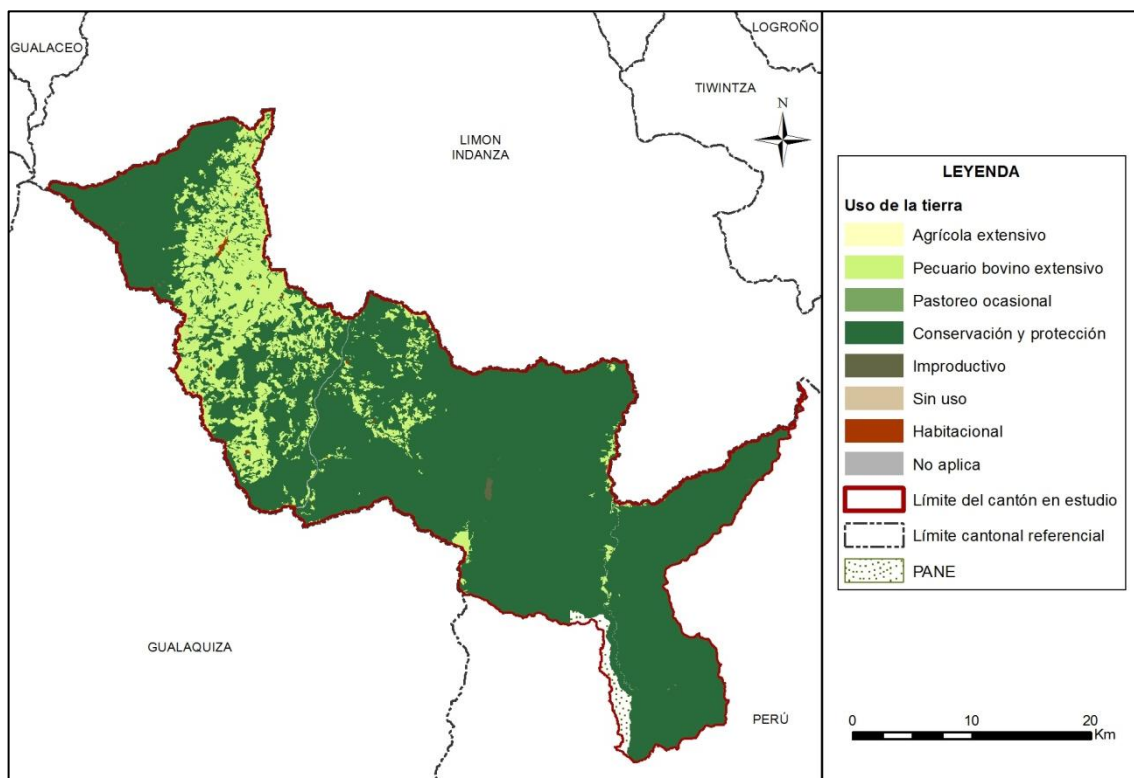 GUALACEO
LOGROÑO
TIWINTZA
N
LIMON
INDANZA
GUALAQUIZA
PERÚ
LEYENDA
Uso de la tierra
Agrícola extensivo
Pecuario bovino extensivo
Pastoreo ocasional
Conservación y protección
Improductivo
Sin uso
Habitacional
No aplica
Límite del cantón en estudio
Límite cantonal referencial
PANE
0 10 20
Km